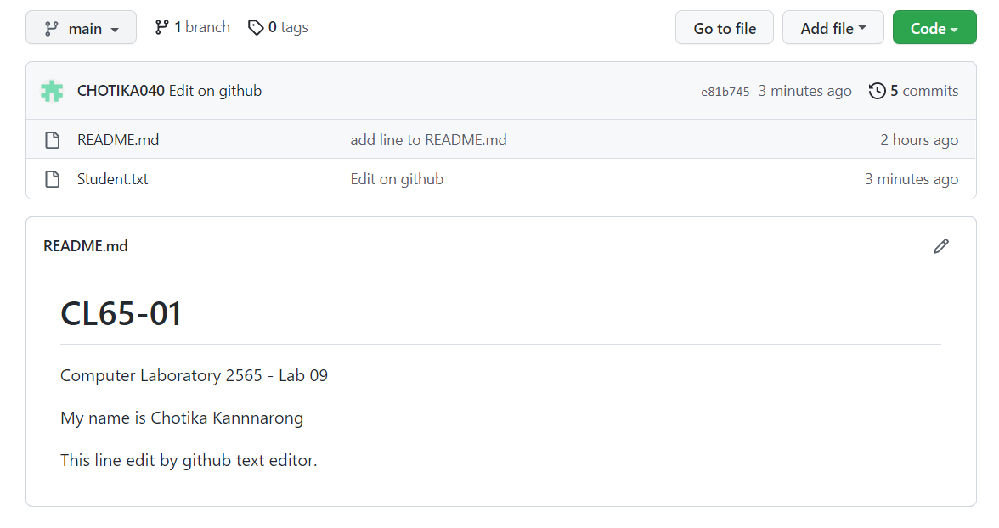 main 1 branch 0 tags Go to file Add file Code
CHOTIKA040 Edit on github e81b745 3 minutes ago 5 commits
README.md add line to README.md 2 hours ago
Student.txt Edit on github 3 minutes ago
README.md
CL65-01
Computer Laboratory 2565 - Lab 09
My name is Chotika Kannnarong
This line edit by github text editor.